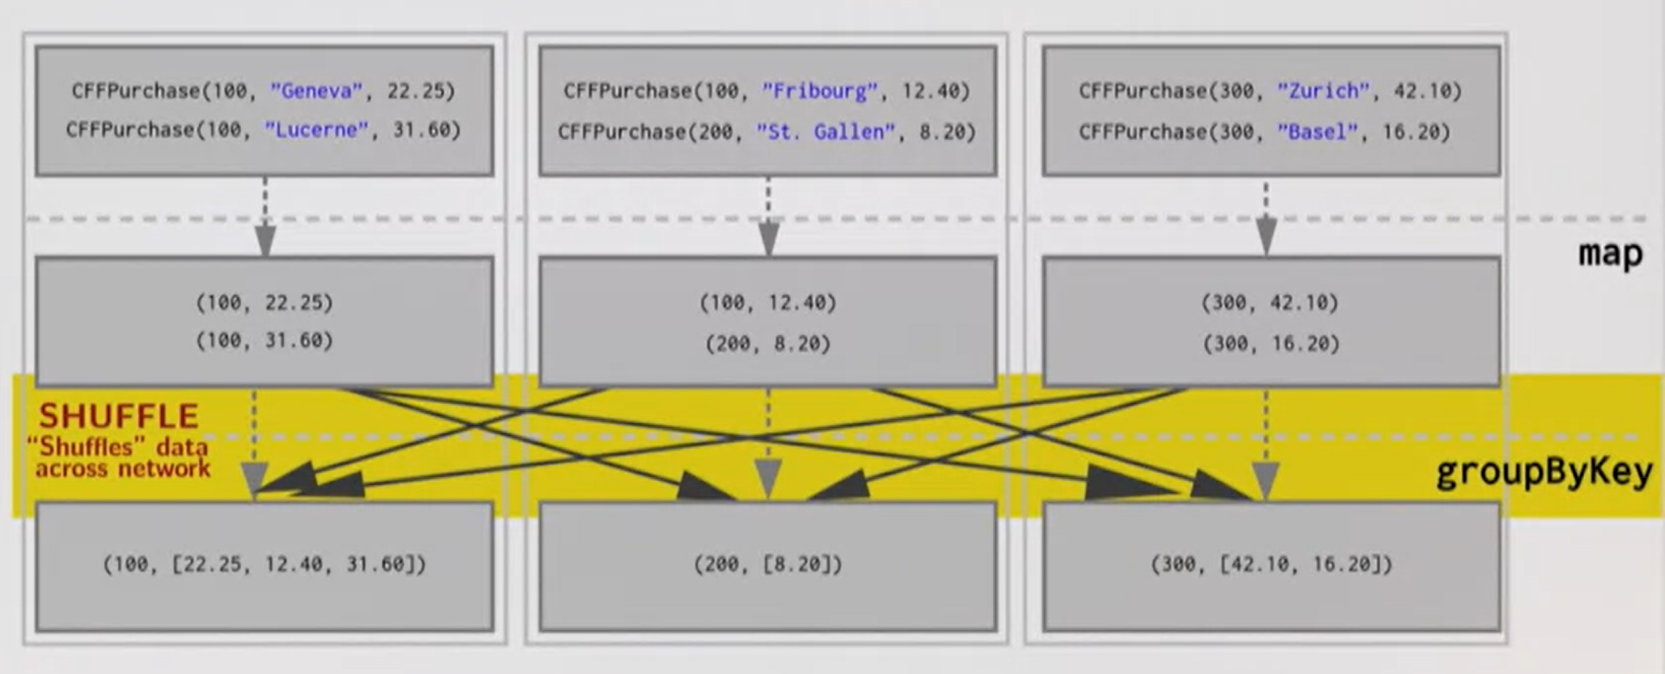 CFFPurchase(100, "Geneva", 22.25)
CFFPurchase(100, "Lucerne", 31.60)
CFFPurchase(100, "Fribourg", 12.40)
CFFPurchase(200, "St. Gallen", 8.20)
CFFPurchase(300, "Zurich", 42.10)
CFFPurchase(300, "Basel", 16.20)
map
(100, 22.25)
(100, 31.60)
(100, 12.40)
(200, 8.20)
(300, 42.10)
(300, 16.20)
SHUFFLE
“Shuffles” data
across network
groupByKey
(100, [22.25, 12.40, 31.60])
(200, [8.20])
(300, [42.10, 16.20])